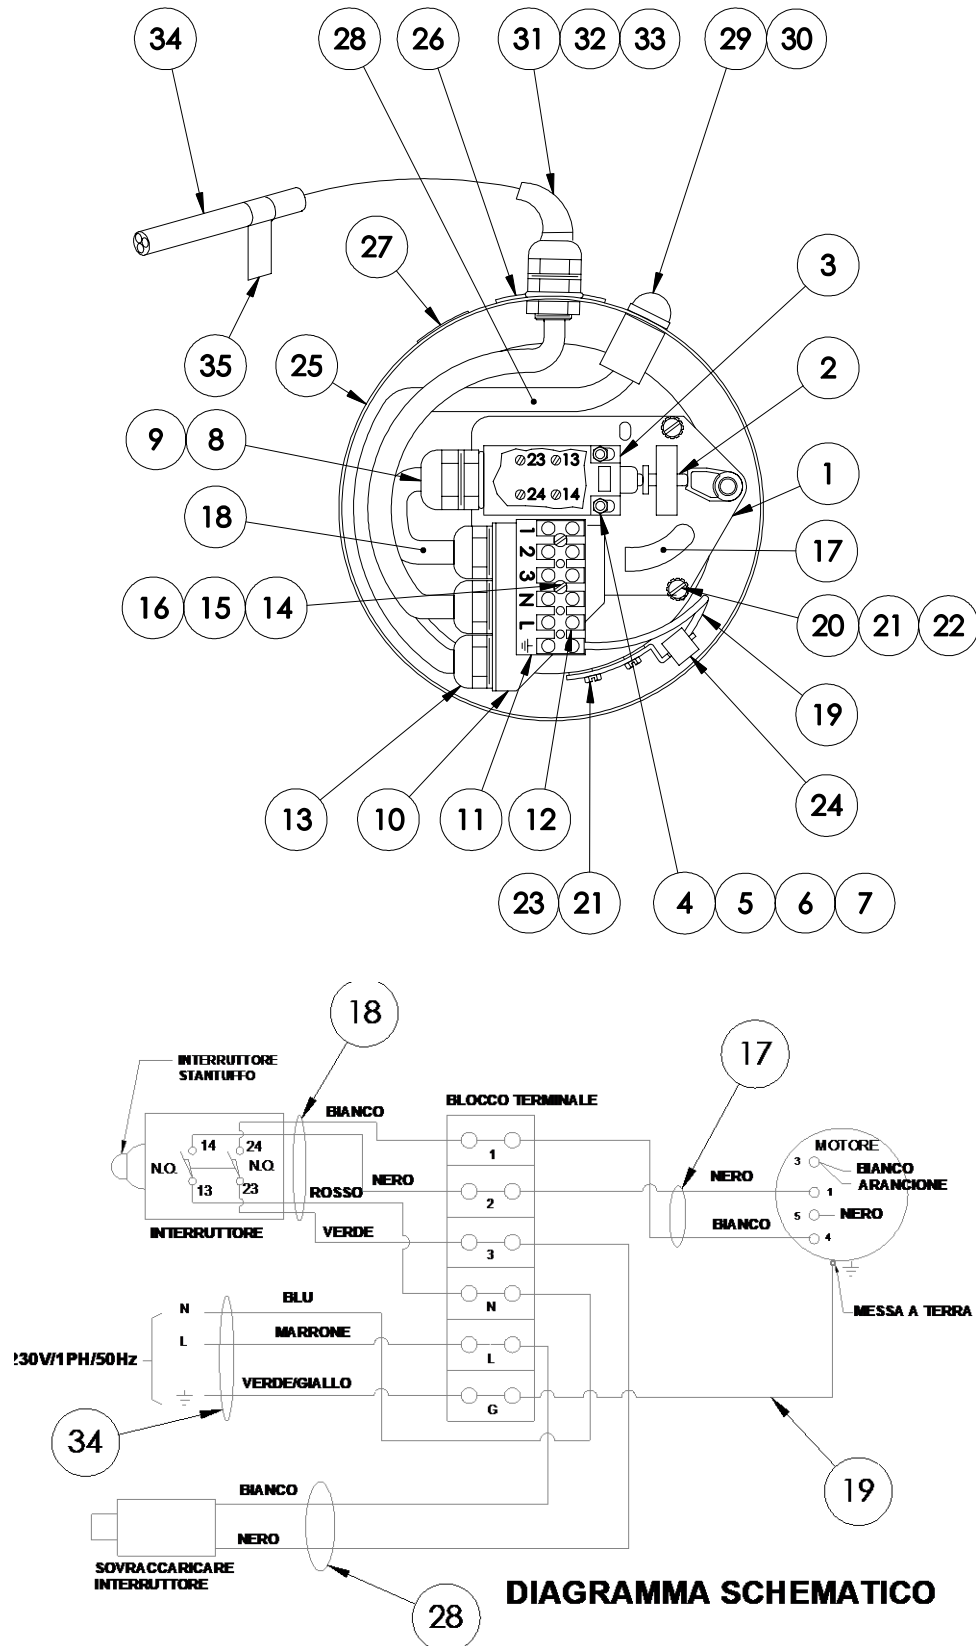 34 28 26 31 32 33 29 30
27 3
35 25 2
9 8 23 13 1
24 14
18 1 17
2
16 15 14 3 20 21 22
N
L
19
24
13 10 11 12
23 21 4 5 6 7
18
17
INTERRUTTORE
STANTUFFO
BLOCCO TERMINALE
BIANCO
14 24
N.O. N.O.
13 23
1
MOTORE
3 BIANCO
ARANCIONE
NERO NERO
ROSSO 2 1
5 NERO
INTERRUTTORE VERDE BIANCO 4
3
N BLU
N
MESSA A TERRA
L MARRONE
L
230V/1PH/50Hz
VERDE/GIALLO
G
34
19
BIANCO
NERO
SOVRACCARICARE
INTERRUTTORE
28
DIAGRAMMA SCHEMATICO